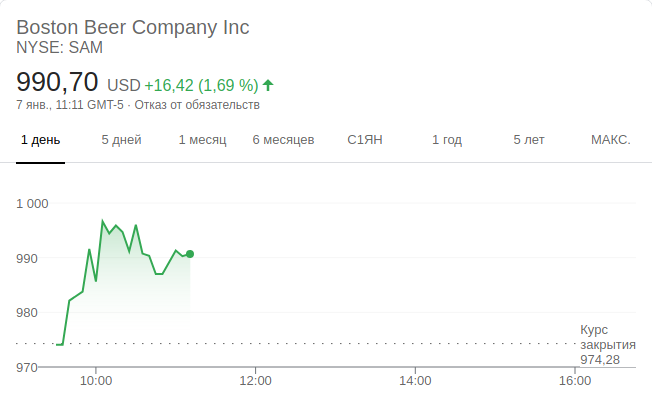 Boston Beer Company Inc
NYSE: SAM
990,70 USD +16,42 (1,69 %)
7 янв., 11:11 GMT-5 · Отказ от обязательств
1 день 5 дней 1 месяц 6 месяцев С1ЯН 1 год 5 лет МАКС.
1 000
990
980
Курс
закрытия
974,28
970
10:00 12:00 14:00 16:00